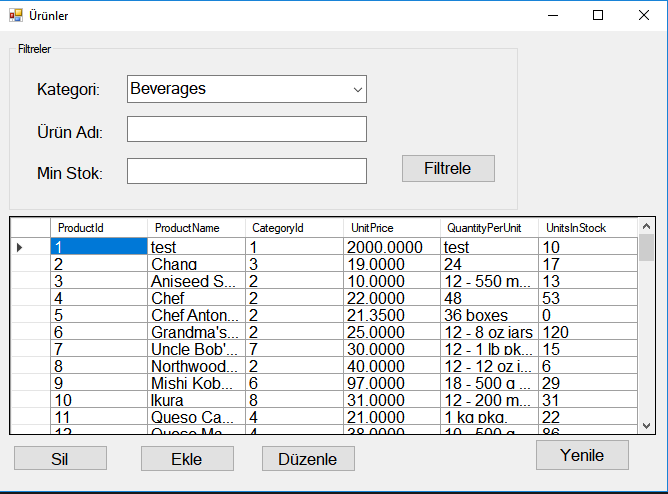 Ürünler
Filtreler
Kategori: Beverages
Ürün Adı:
Min Stok: Filtrele
ProductId ProductName CategoryId UnitPrice QuantityPerUnit UnitsInStock
1 test 1 2000.0000 test 10
2 Chang 3 19.0000 24 17
3 Aniseed S... 2 10.0000 12 - 550 m... 13
4 Chef 2 22.0000 48 53
5 Chef Anton... 2 21.3500 36 boxes 0
6 Grandma's... 2 25.0000 12 - 8 oz jars 120
7 Uncle Bob'... 7 30.0000 12 - 1 lb pk... 15
8 Northwood... 2 40.0000 12 - 12 oz j... 6
9 Mishi Kob... 6 97.0000 18 - 500 g ... 29
10 Ikura 8 31.0000 12 - 200 m... 31
11 Queso Ca... 4 21.0000 1 kg pkg. 22
12 Queso Ma... 4 38.0000 10 - 500 g ... 86
Sil Ekle Düzenle Yenile